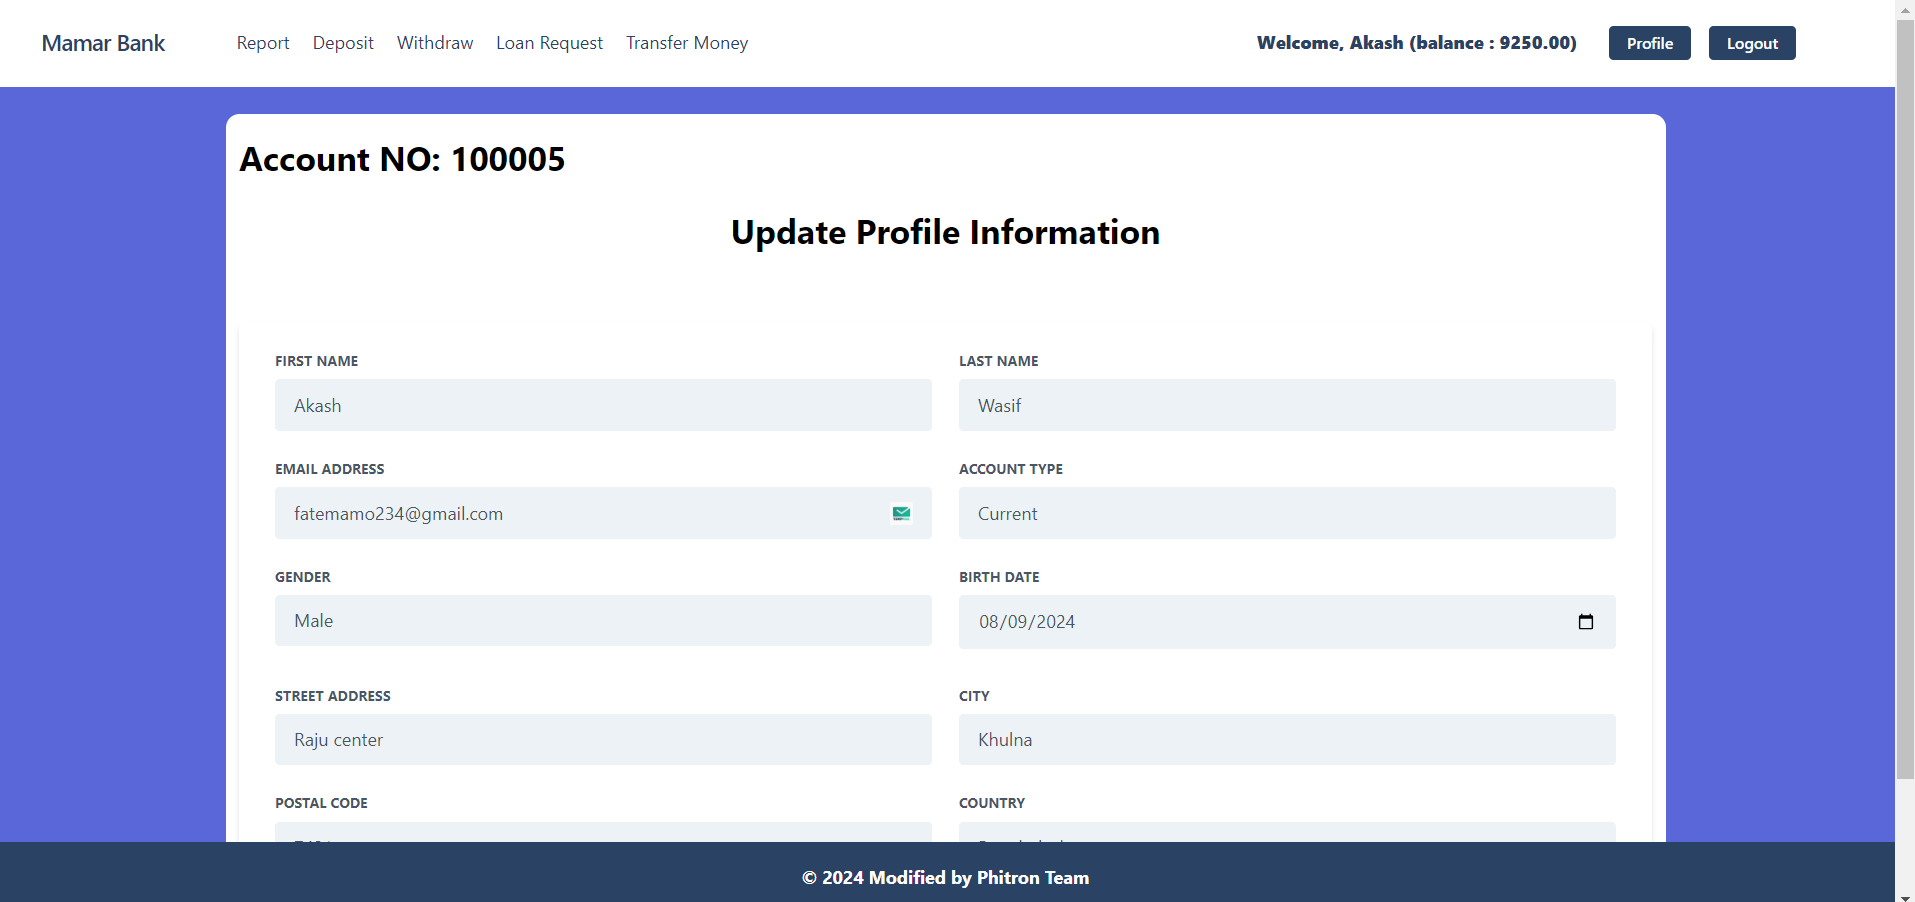 Mamar Bank Report Deposit Withdraw Loan Request Transfer Money Welcome, Akash (balance : 9250.00) Profile Logout
Account NO: 100005
Update Profile Information
FIRST NAME LAST NAME
Akash Wasif
EMAIL ADDRESS ACCOUNT TYPE
fatemamo234@gmail.com Current
GENDER BIRTH DATE
Male 08/09/2024
STREET ADDRESS CITY
Raju center Khulna
POSTAL CODE COUNTRY
© 2024 Modified by Phitron Team